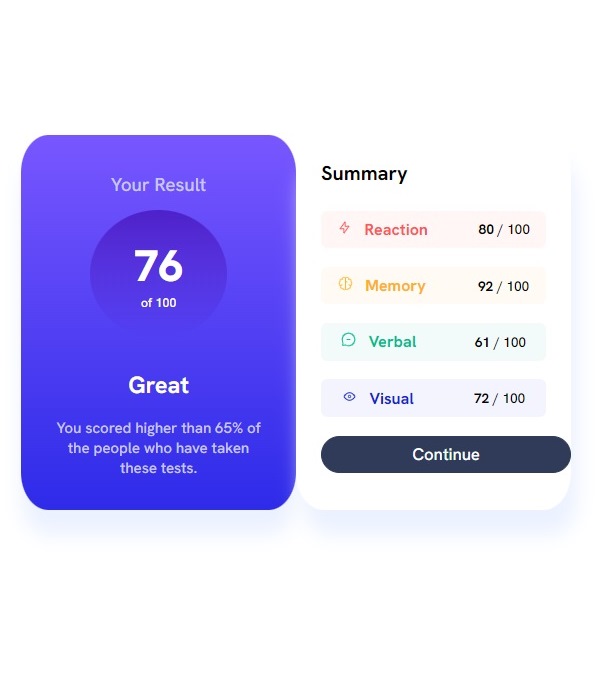 Your Result
76
of 100
Great
You scored higher than 65% of
the people who have taken
these tests.
Summary
Reaction 80 / 100
Memory 92 / 100
Verbal 61 / 100
Visual 72 / 100
Continue